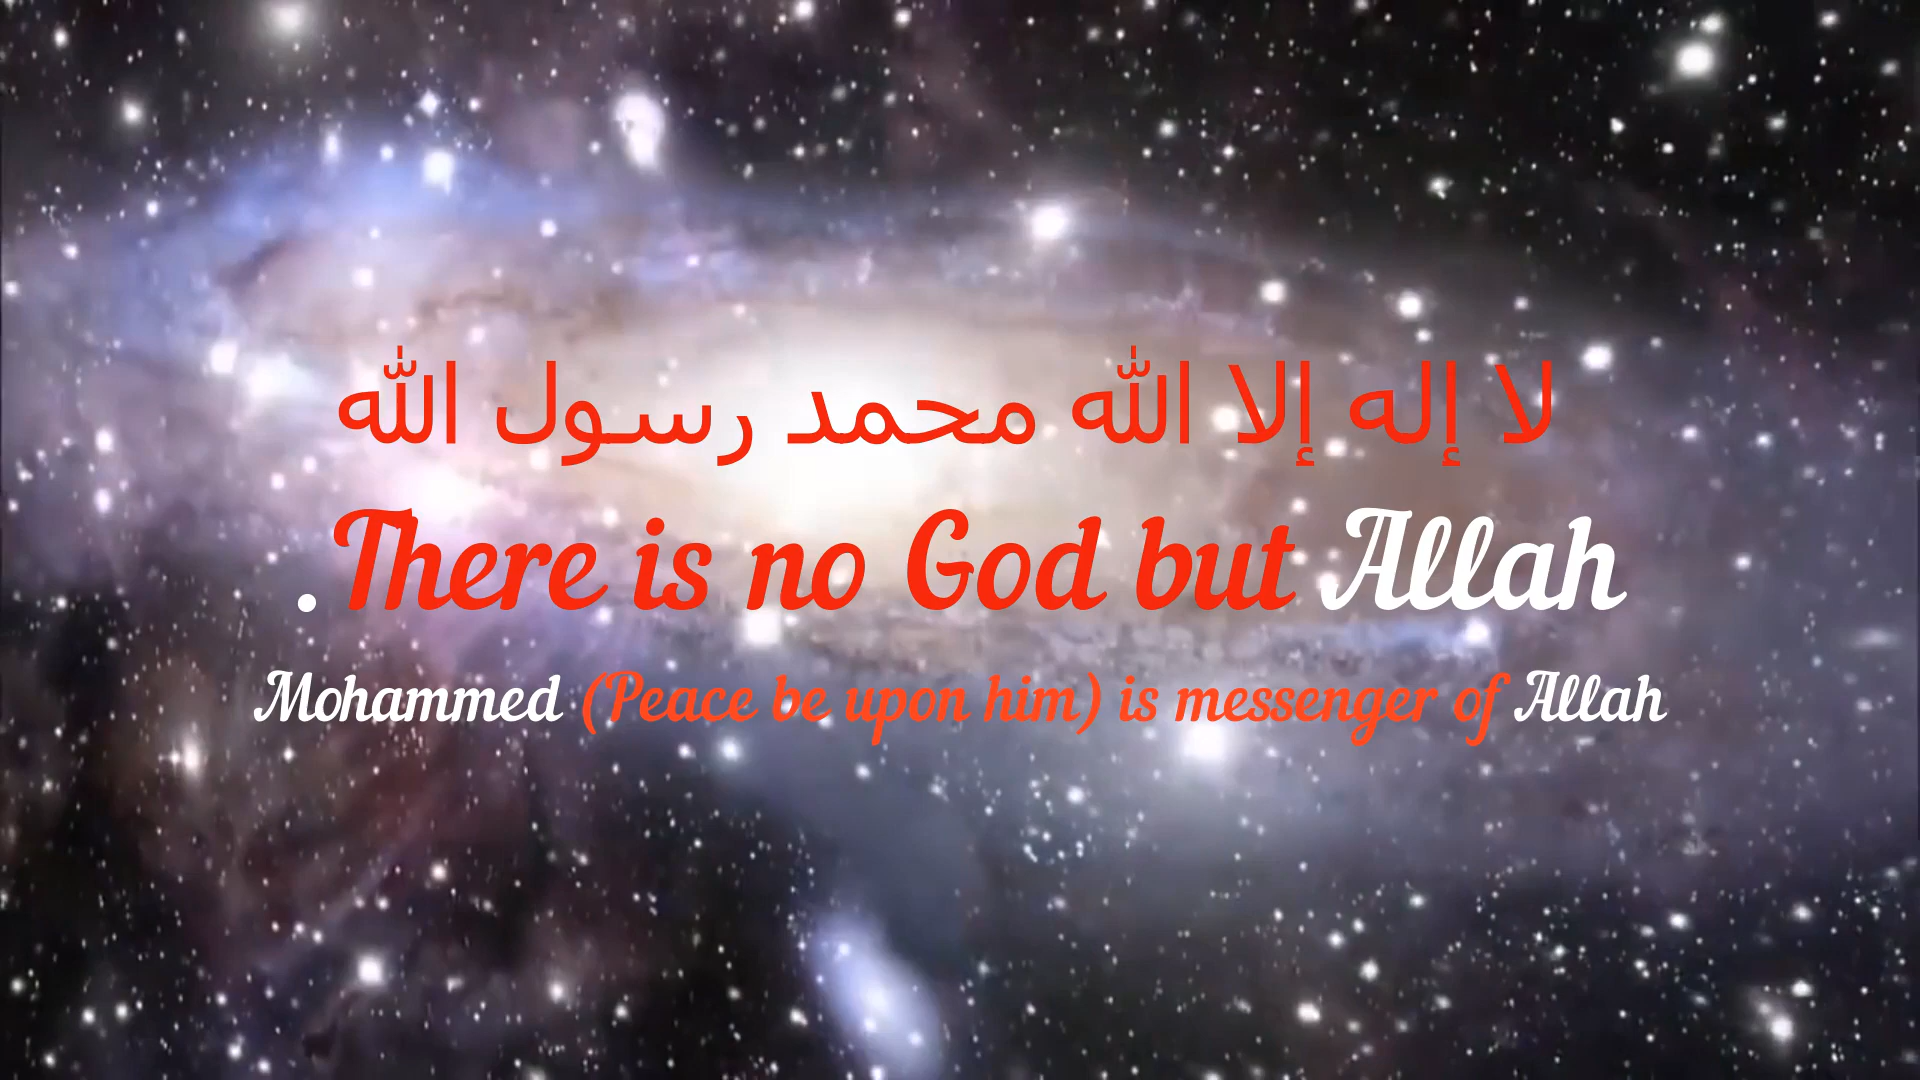 لا إله إلا الله محمد رسول الله
.There is no God but Allah
Mohammed (Peace be upon him) is messenger of Allah